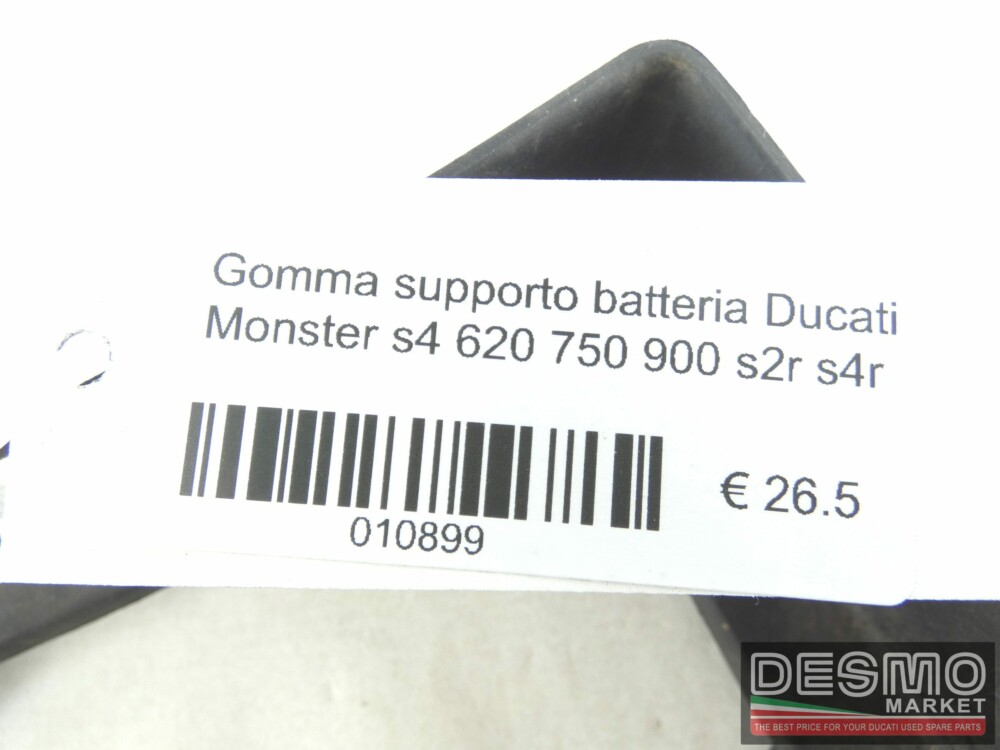 Gomma supporto batteria Ducati
Monster s4 620 750 900 s2r s4r
€ 26.5
010899
DESMO
MARKET
THE BEST PRICE FOR YOUR DUCATI USED SPARE PARTS